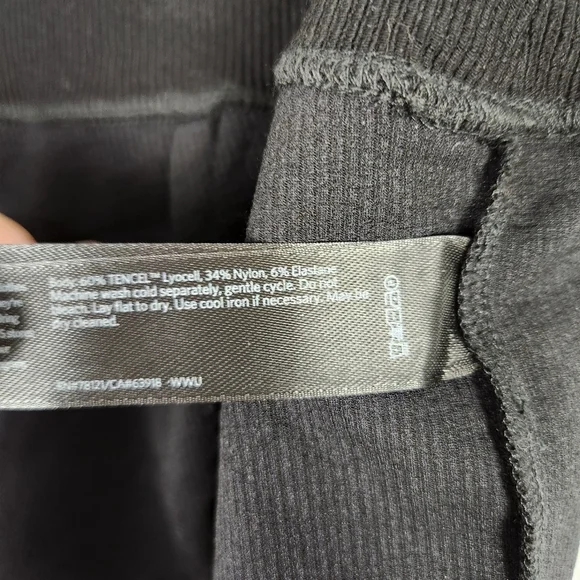 Body: 60% TENCEL™ Lyocell, 34% Nylon, 6% Elastane
Machine wash cold separately, gentle cycle. Do not
bleach. Lay flat to dry. Use cool iron if necessary. May be
dry cleaned.
RN#78121/CA#63918 -WWU